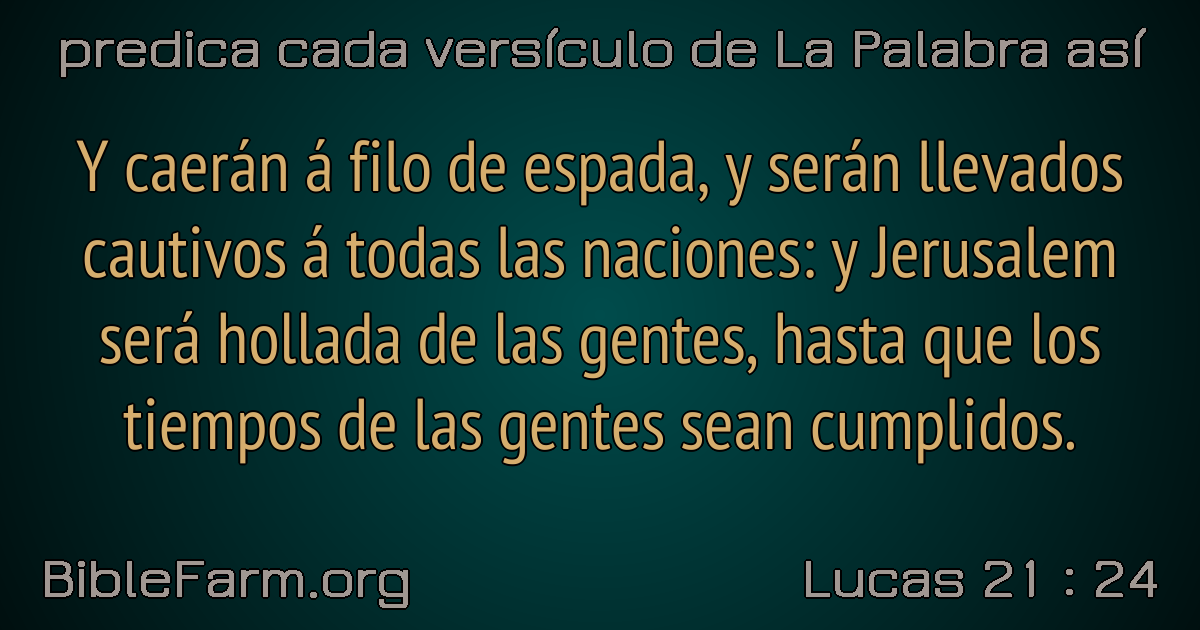 predica cada versículo de La Palabra así
Y caerán á filo de espada, y serán llevados
cautivos á todas las naciones: y Jerusalem
será hollada de las gentes, hasta que los
tiempos de las gentes sean cumplidos.
BibleFarm.org
Lucas 21 : 24